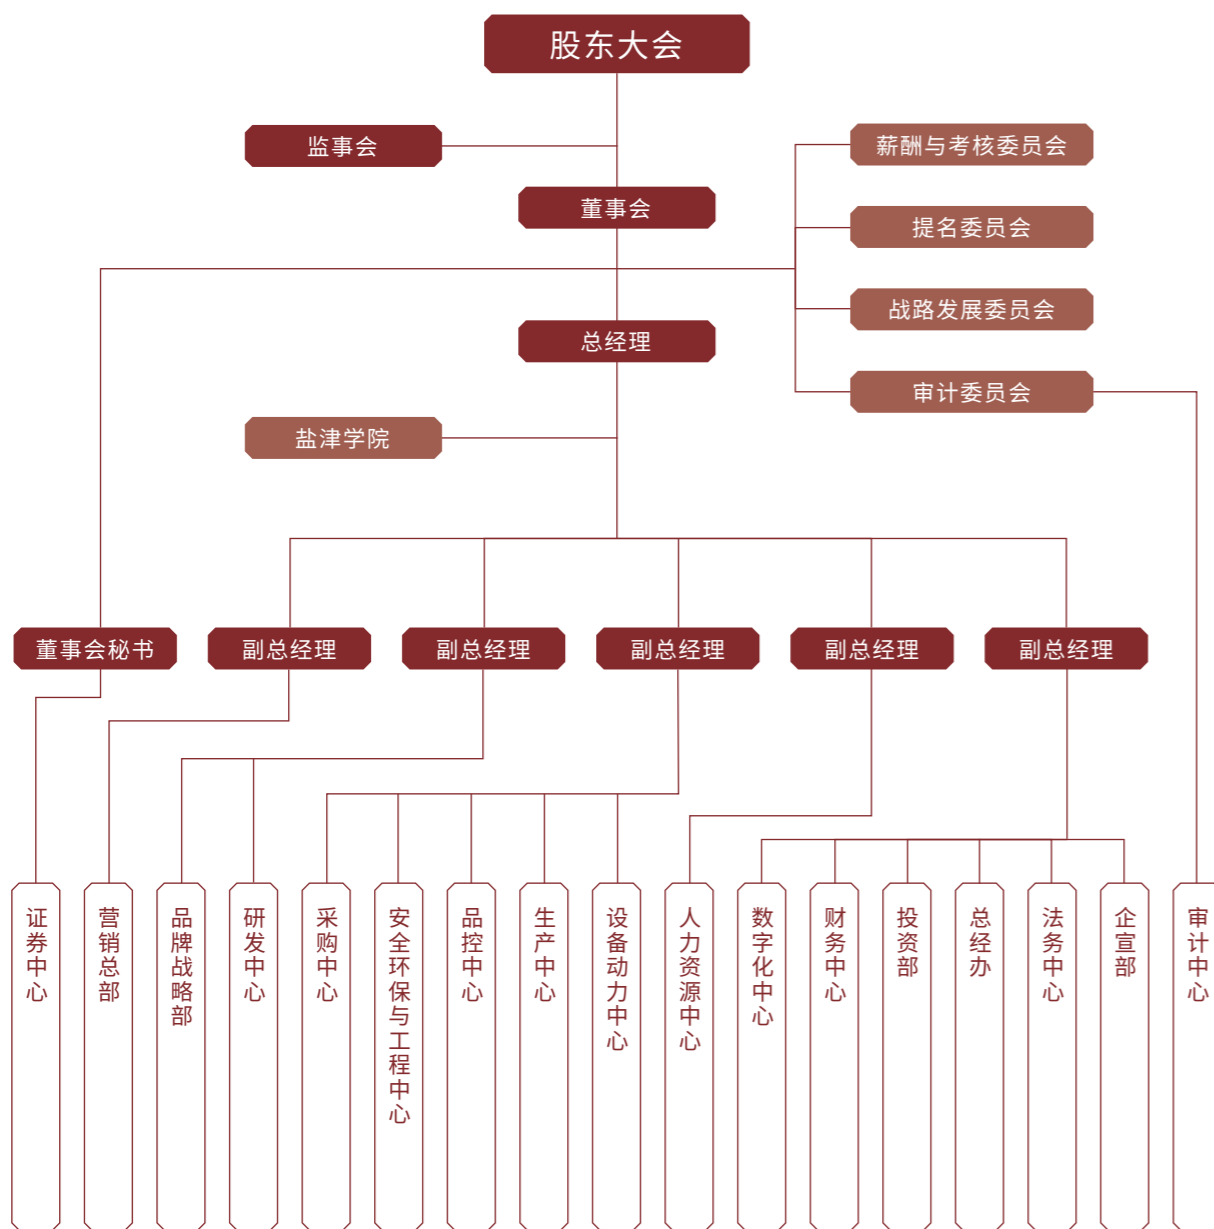 股东大会
监事会
薪酬与考核委员会
董事会
提名委员会
战路发展委员会
总经理
审计委员会
盐津学院
董事会秘书
副总经理
副总经理
副总经理
副总经理
副总经理
证券中心
营销总部
品牌战略部
研发中心
采购中心
安全环保与工程中心
品控中心
生产中心
设备动力中心
人力资源中心
数字化中心
财务中心
投资部
总经办
法务中心
企宣部
审计中心